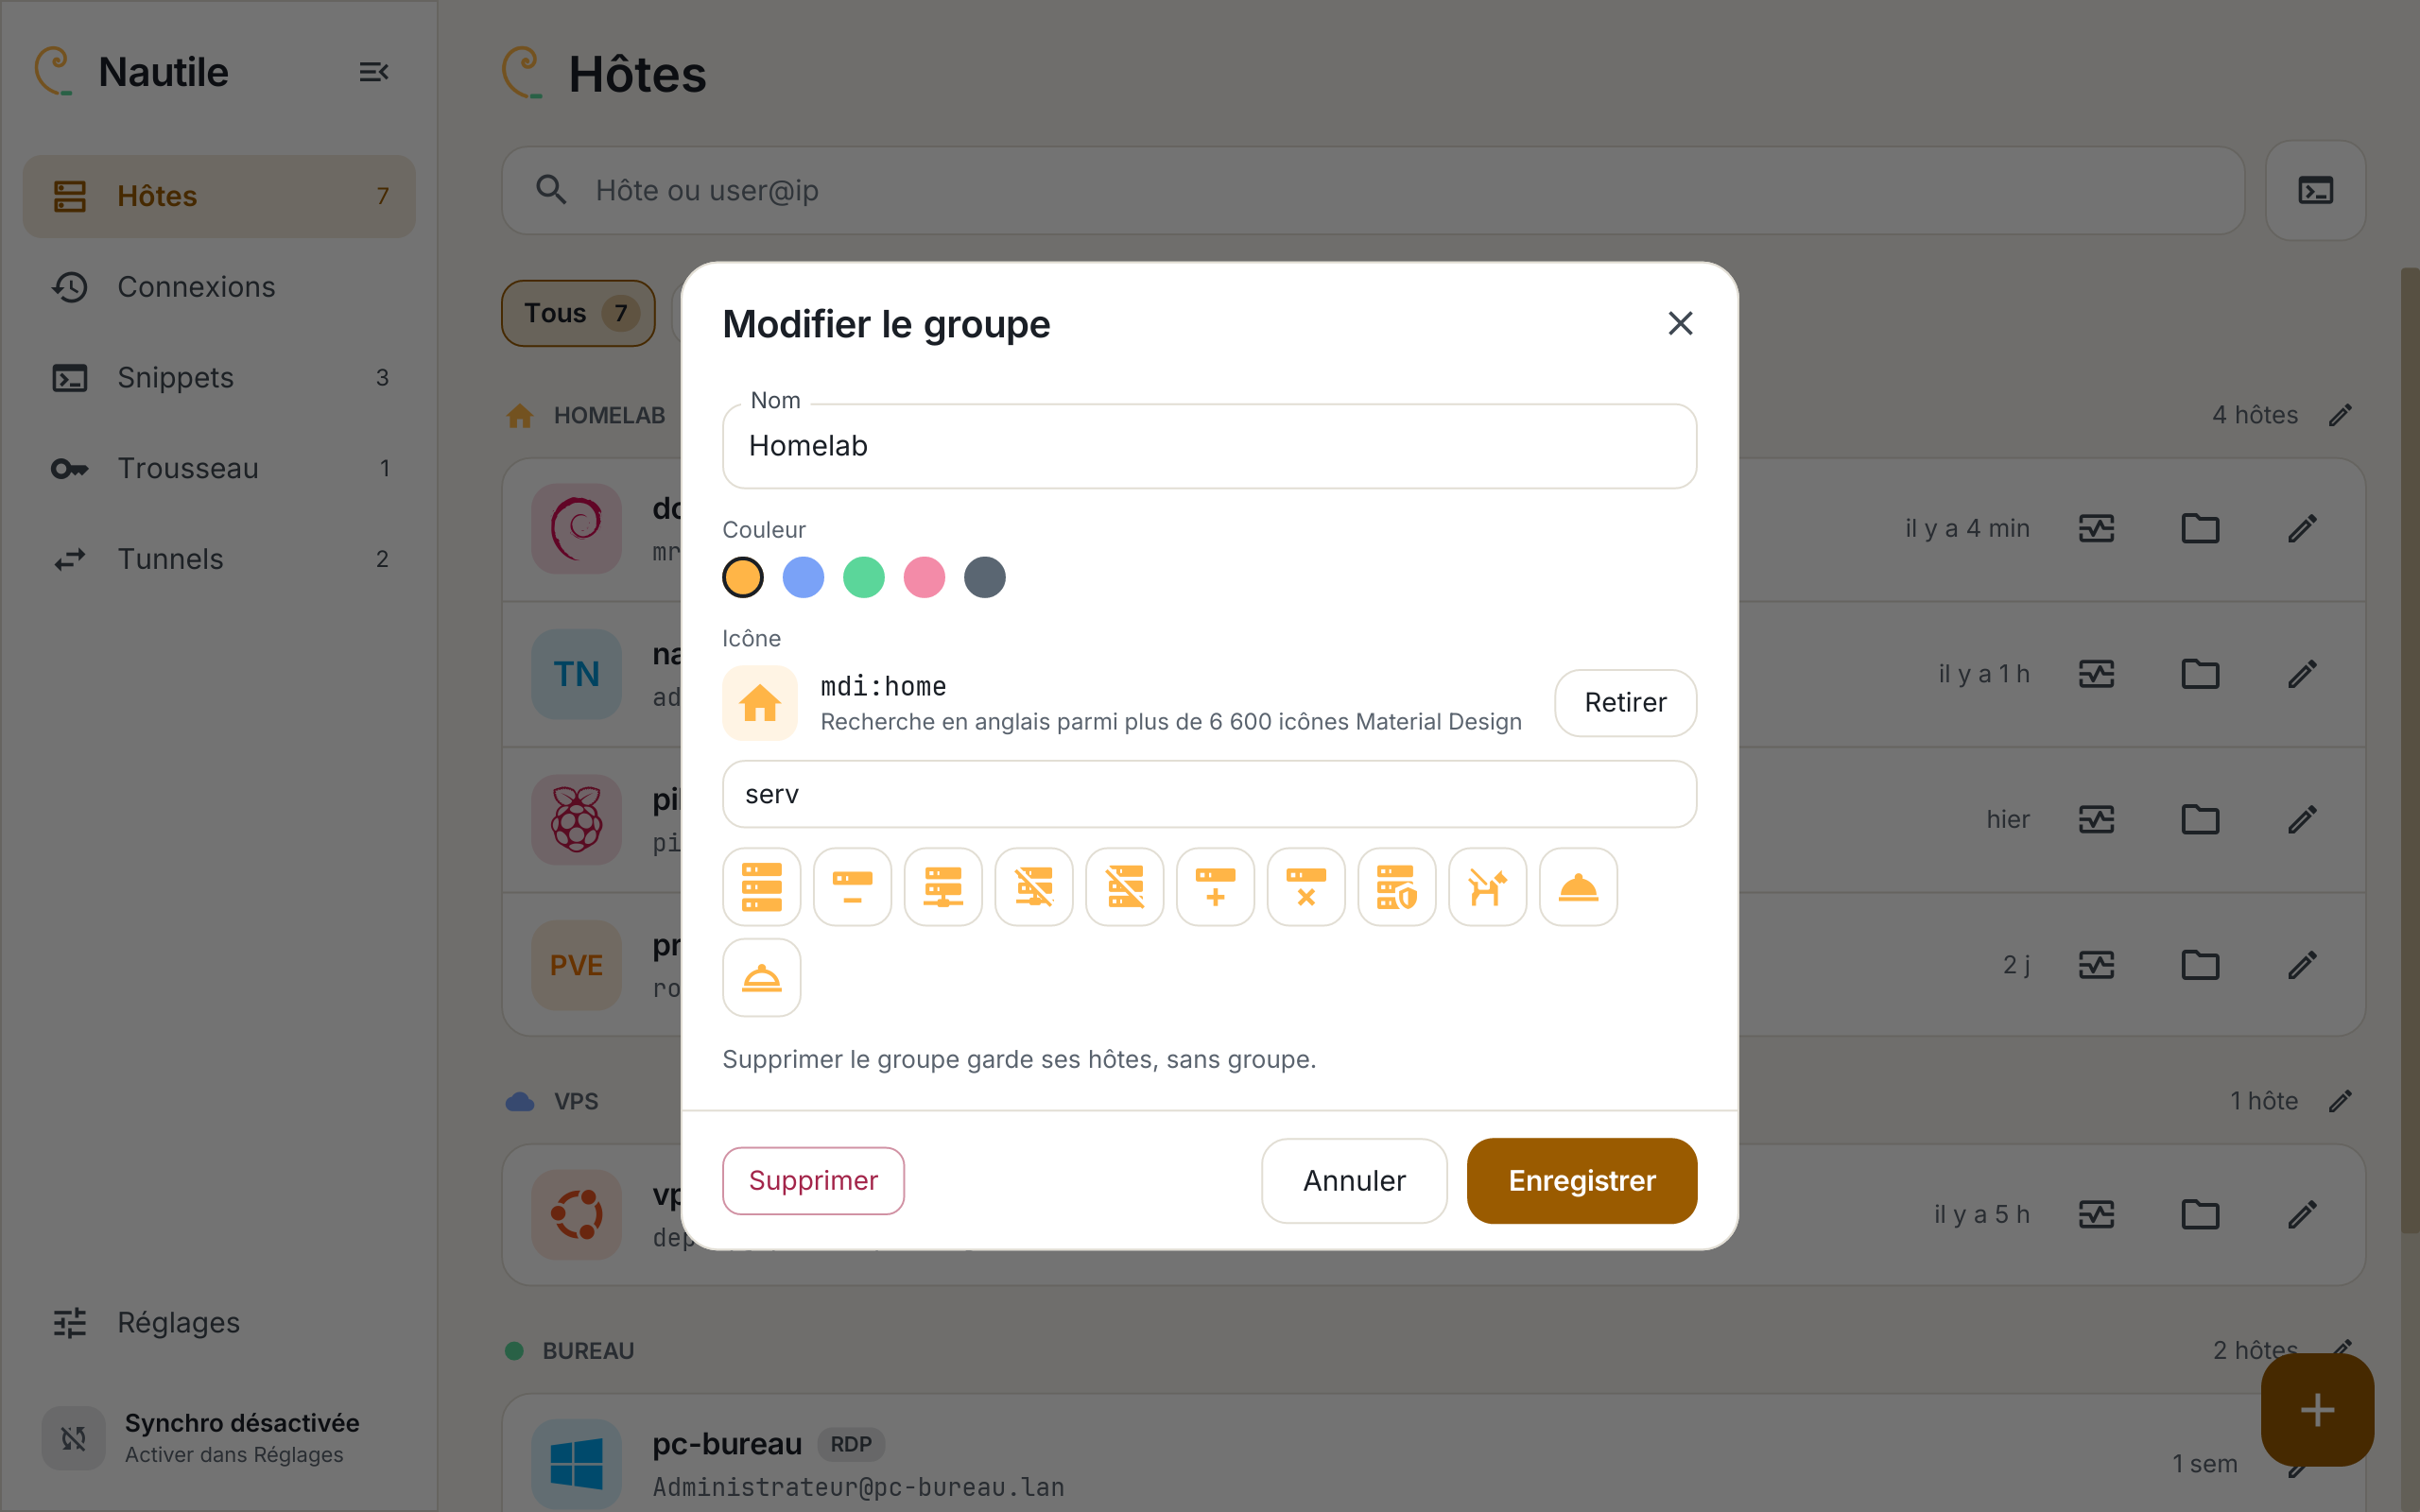 Nautile
Hôtes 7
Connexions
Snippets 3
Trousseau 1
Tunnels 2
Réglages
Synchro désactivée
Activer dans Réglages
Hôtes
Hôte ou user@ip
Tous 7
HOMELAB 4 hôtes
il y a 4 min
TN
il y a 1 h
hier
PVE
2 j
VPS 1 hôte
il y a 5 h
BUREAU 2 hôtes
pc-bureau RDP
Administrateur@pc-bureau.lan
1 sem
Modifier le groupe
Nom
Homelab
Couleur
Icône
mdi:home
Recherche en anglais parmi plus de 6 600 icônes Material Design
Retirer
serv
Supprimer le groupe garde ses hôtes, sans groupe.
Supprimer
Annuler
Enregistrer